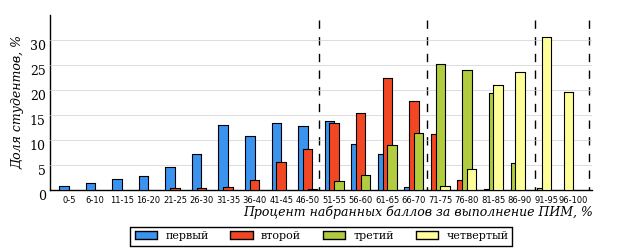 Доля студентов, %
30
25
20
15
10
5
0
0-5 6-10 11-15 16-20 21-25 26-30 31-35 36-40 41-45 46-50 51-55 56-60 61-65 66-70 71-75 76-80 81-85 86-90 91-95 96-100
Процент набранных баллов за выполнение ПИМ, %
первый второй третий четвертый